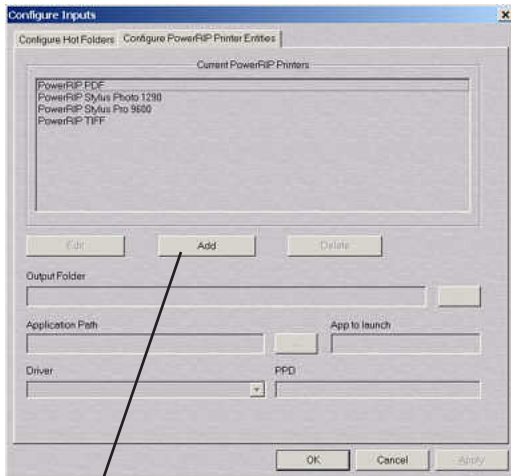 Configure Inputs
Configure Hot Folders Configure PowerRIP Printer Entities
Current PowerRIP Printers
PowerRIP PDF
PowerRIP Stylus Photo 1290
PowerRIP Stylus Pro 9600
PowerRIP TIFF
Edit Add Delete
Output Folder
Application Path App to launch
...
Driver PPD
OK Cancel Apply